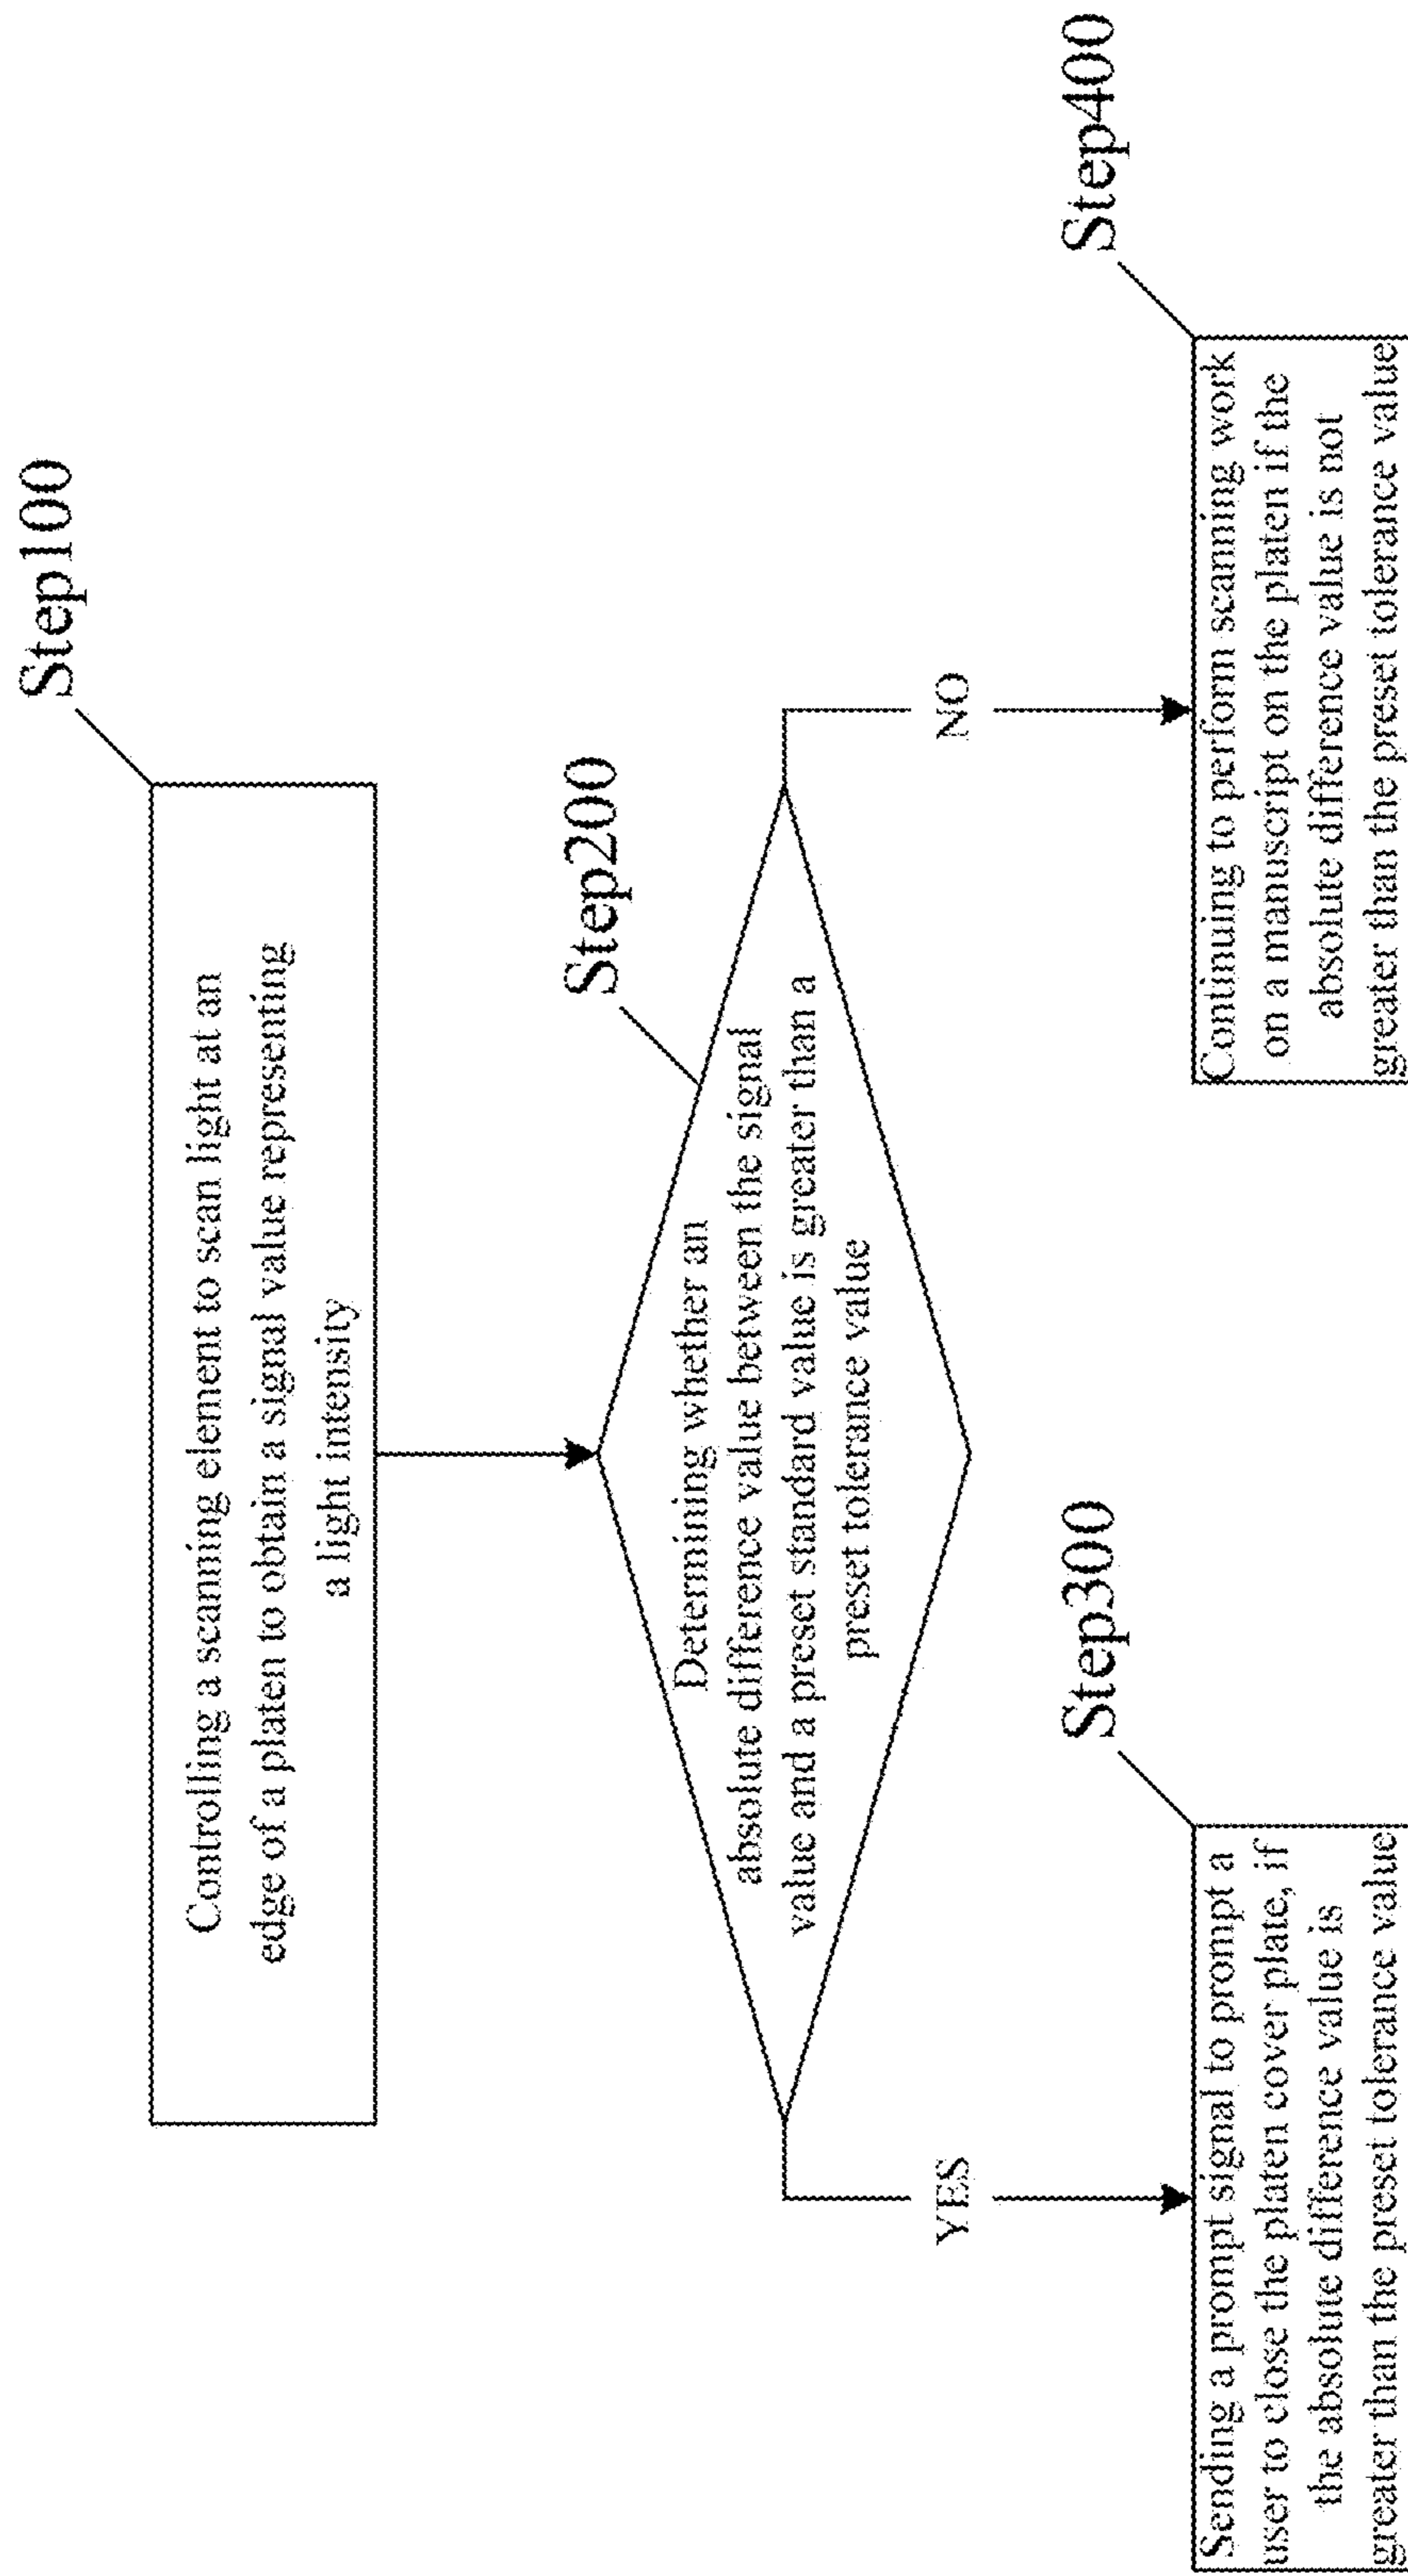 Step100
Controlling a scanning element to scan light at an
edge of a platen to obtain a signal value representing
a light intensity
Step200
Determining whether an
absolute difference value between the signal
value and a preset standard value is greater than a
preset tolerance value
YES
NO
Step300
Sending a prompt signal to prompt a
user to close the platen cover plate, if
the absolute difference value is
greater than the preset tolerance value
Step400
Continuing to perform scanning work
on a manuscript on the platen if the
absolute difference value is not
greater than the preset tolerance value